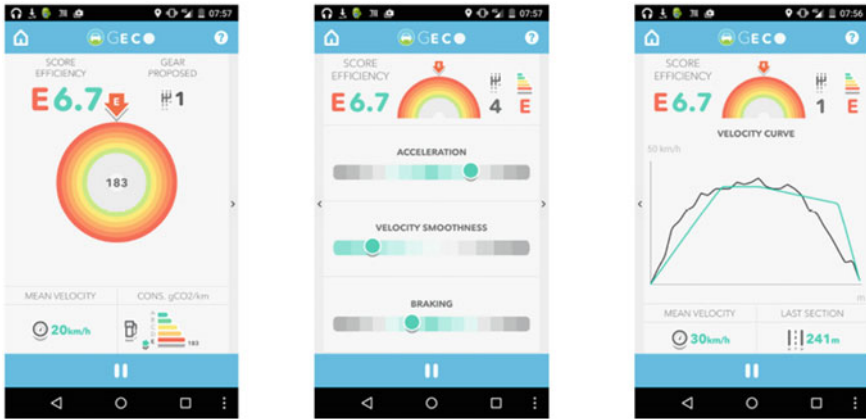 07:57
GECO
?
SCORE EFFICIENCY
GEAR PROPOSED
E 6.7
E
1
183
MEAN VELOCITY
CONS. gCO2/km
20km/h
A
B
C
D
E
183
07:57
GECO
?
SCORE EFFICIENCY
E 6.7
4
E
ACCELERATION
VELOCITY SMOOTHNESS
BRAKING
07:56
GECO
?
SCORE EFFICIENCY
E 6.7
1
E
VELOCITY CURVE
50 km/h
m
MEAN VELOCITY
LAST SECTION
30km/h
241m